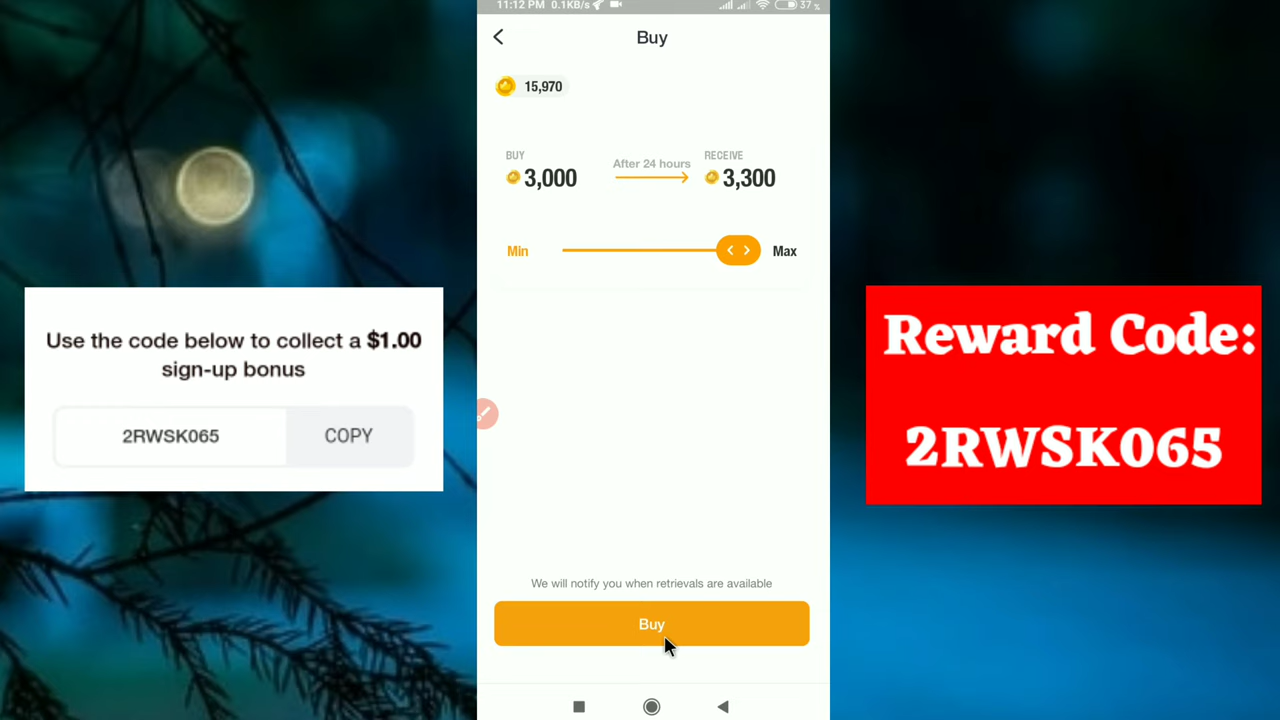 11:12 PM 0.1KB/s
37 %
Buy
15,970
BUY
After 24 hours
RECEIVE
3,000
3,300
Min
Max
We will notify you when retrievals are available
Buy
Use the code below to collect a $1.00
sign-up bonus
2RWSK065
COPY
Reward Code:
2RWSK065